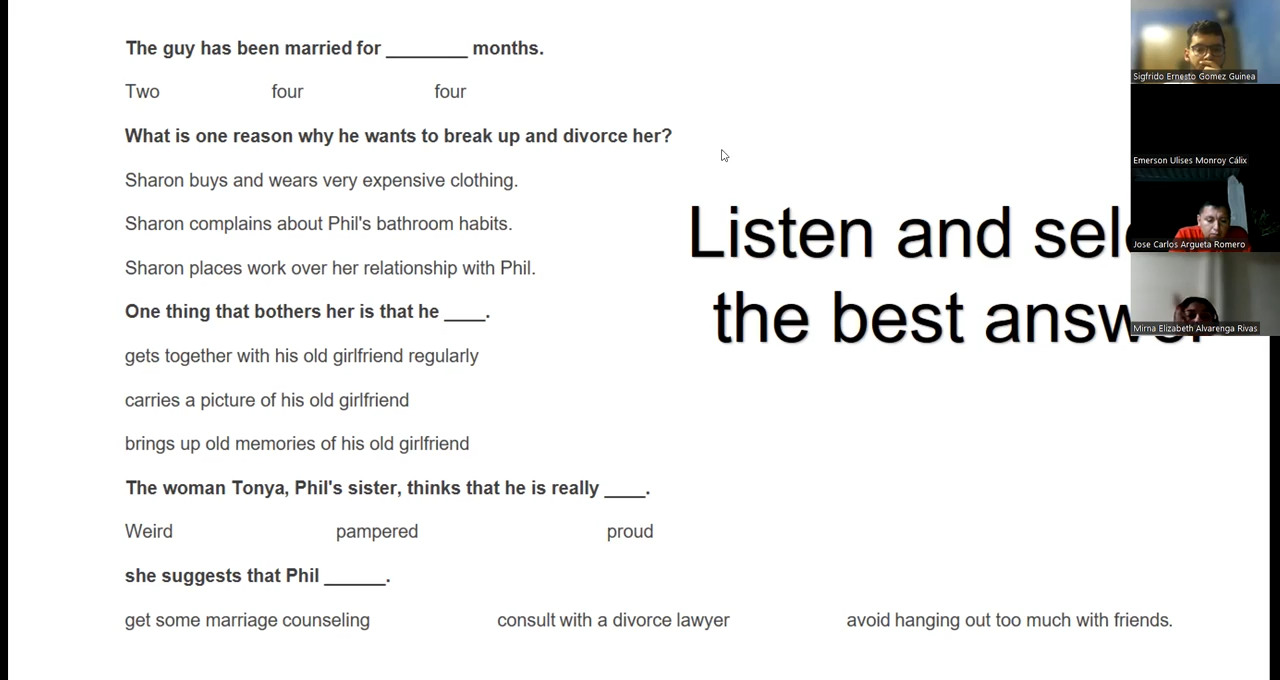 The guy has been married for ________ months.
Two four four
What is one reason why he wants to break up and divorce her?
Sharon buys and wears very expensive clothing.
Sharon complains about Phil's bathroom habits.
Sharon places work over her relationship with Phil.
One thing that bothers her is that he ____.
gets together with his old girlfriend regularly
carries a picture of his old girlfriend
brings up old memories of his old girlfriend
The woman Tonya, Phil's sister, thinks that he is really ____.
Weird pampered proud
she suggests that Phil ______.
get some marriage counseling consult with a divorce lawyer avoid hanging out too much with friends.
Listen and
the best
Sigfrido Ernesto Gomez Guinea
Emerson Ulises Monroy Cálix
Jose Carlos Argueta Romero
Mirna Elizabeth Alvarenga Rivas